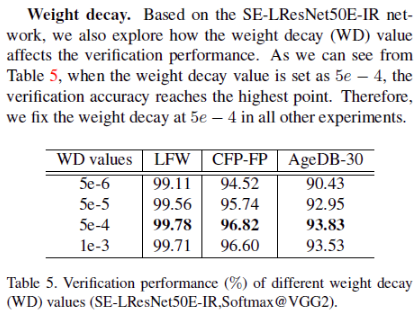 Weight decay. Based on the SE-LResNet50E-IR net-
work, we also explore how the weight decay (WD) value
affects the verification performance. As we can see from
Table 5, when the weight decay value is set as 5e − 4, the
verification accuracy reaches the highest point. Therefore,
we fix the weight decay at 5e − 4 in all other experiments.
WD values LFW CFP-FP AgeDB-30
5e-6 99.11 94.52 90.43
5e-5 99.56 95.74 92.95
5e-4 99.78 96.82 93.83
1e-3 99.71 96.60 93.53
Table 5. Verification performance (%) of different weight decay
(WD) values (SE-LResNet50E-IR,Softmax@VGG2).